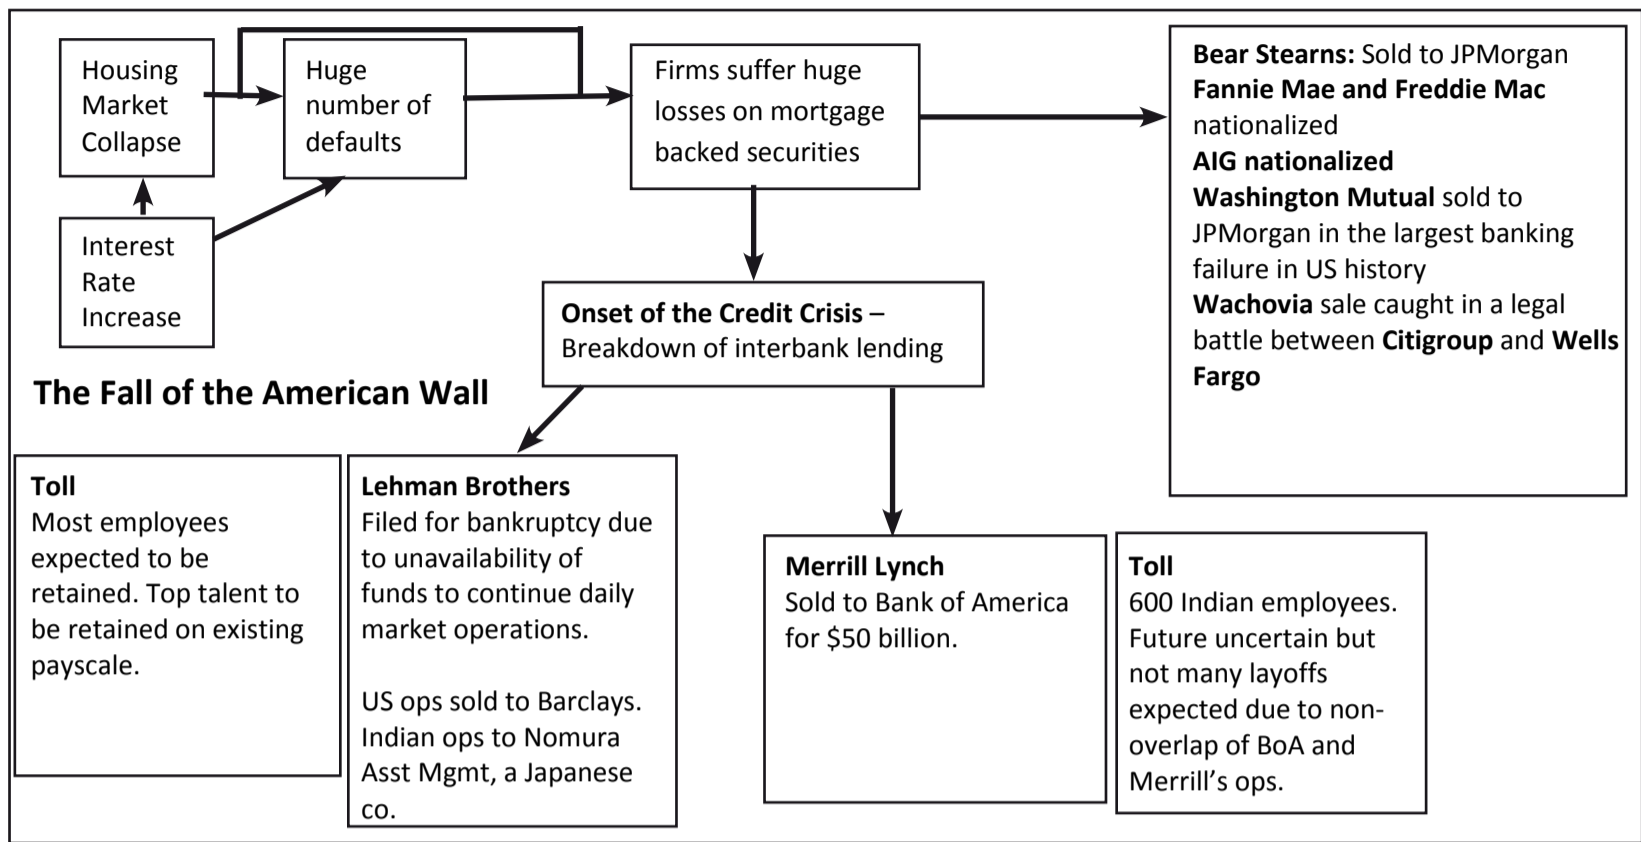 Housing
Market
Collapse
Huge
number of
defaults
Firms suffer huge
losses on mortgage
backed securities
Bear Stearns: Sold to JPMorgan
Fannie Mae and Freddie Mac
nationalized
AIG nationalized
Washington Mutual sold to
JPMorgan in the largest banking
failure in US history
Wachovia sale caught in a legal
battle between Citigroup and Wells
Fargo
Interest
Rate
Increase
Onset of the Credit Crisis –
Breakdown of interbank lending
The Fall of the American Wall
Toll
Most employees
expected to be
retained. Top talent to
be retained on existing
payscale.
Lehman Brothers
Filed for bankruptcy due
to unavailability of
funds to continue daily
market operations.
US ops sold to Barclays.
Indian ops to Nomura
Asst Mgmt, a Japanese
co.
Merrill Lynch
Sold to Bank of America
for $50 billion.
Toll
600 Indian employees.
Future uncertain but
not many layoffs
expected due to non-
overlap of BoA and
Merrill’s ops.